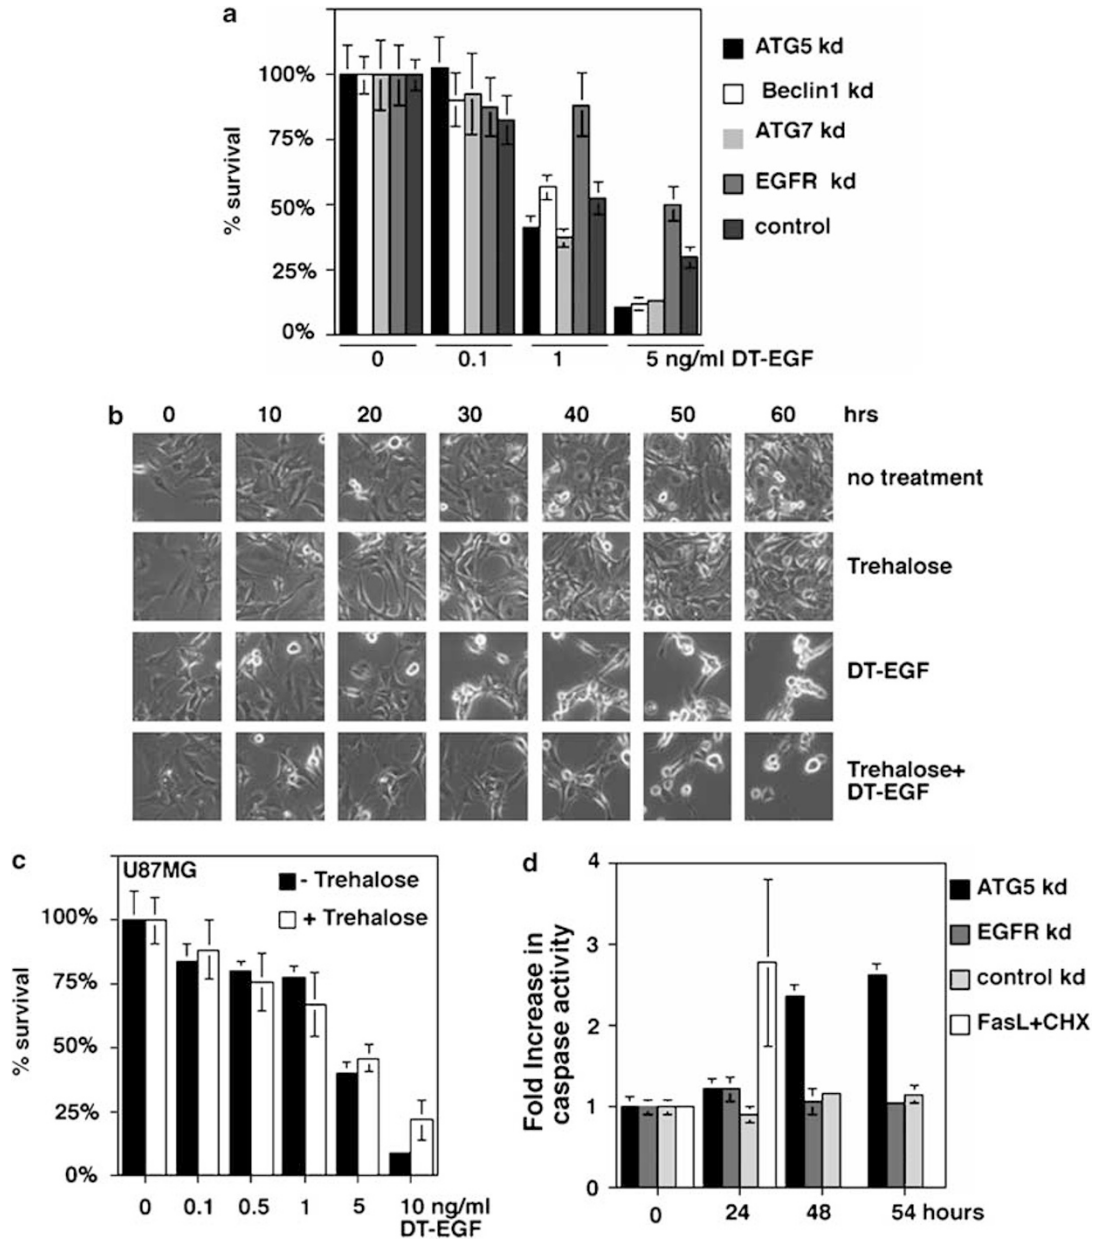 a
% survival
100%
75%
50%
25%
0%
0 0.1 1 5 ng/ml DT-EGF
ATG5 kd
Beclin1 kd
ATG7 kd
EGFR kd
control
b 0 10 20 30 40 50 60 hrs
no treatment
Trehalose
DT-EGF
Trehalose+
DT-EGF
c
U87MG
- Trehalose
+ Trehalose
% survival
100%
75%
50%
25%
0%
0 0.1 0.5 1 5 10 ng/ml
DT-EGF
d
Fold Increase in
caspase activity
4
3
2
1
0
0 24 48 54 hours
ATG5 kd
EGFR kd
control kd
FasL+CHX